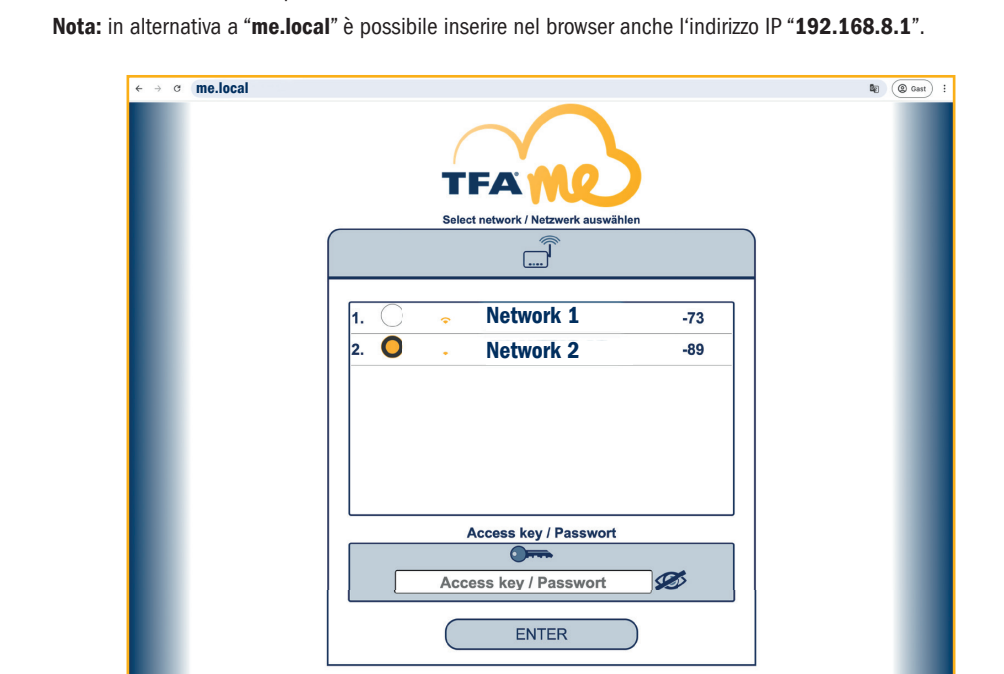 Nota: in alternativa a “me.local” è possibile inserire nel browser anche l‘indirizzo IP “192.168.8.1”.
me.local
Gast
TFA me
Select network / Netzwerk auswählen
1. Network 1 -73
2. Network 2 -89
Access key / Passwort
Access key / Passwort
ENTER